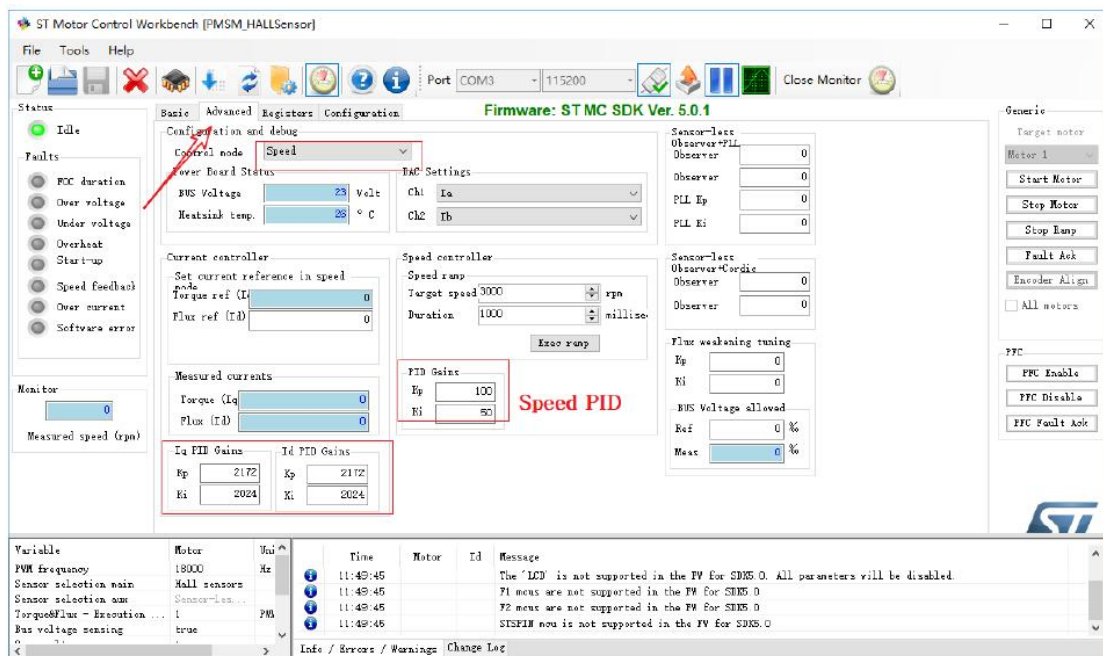 ST Motor Control Workbench [PMSM_HALLSensor]
File Tools Help
Port COM3 115200 Close Monitor
Status
Idle
Faults
FOC duration
Over voltage
Under voltage
Overheat
Start-up
Speed feedback
Over current
Software error
Monitor
0
Measured speed (rpm)
Basic Advanced Registers Configuration
Firmware: ST MC SDK Ver. 5.0.1
Configuration and debug
Control mode Speed
Power Board Status
BUS Voltage 23 Volt
Heatsink temp. 26 ° C
DAC Settings
Ch1 Ia
Ch2 Ib
Current controller
Set current reference in speed
mode
Torque ref (I 0
Flux ref (Id) 0
Measured currents
Torque (Iq 0
Flux (Id) 0
Iq PID Gains
Kp 2172
Ki 2024
Id PID Gains
Kp 2172
Ki 2024
Speed controller
Speed ramp
Target speed 3000 rpm
Duration 1000 millise
Exec ramp
PID Gains
Kp 100
Ki 50
Speed PID
Sensor-less
Observer+PLL
Observer 0
Observer 0
PLL Kp 0
PLL Ki 0
Sensor-less
Observer+Cordic
Observer 0
Observer 0
Flux weakening tuning
Kp 0
Ki 0
BUS Voltage allowed
Ref 0 ‰
Meas 0 ‰
Generic
Target motor
Motor 1
Start Motor
Stop Motor
Stop Ramp
Fault Ack
Encoder Align
All motors
PFC
PFC Enable
PFC Disable
PFC Fault Ack
ST
Variable Motor Uni
PWM frequency 18000 Hz
Sensor selection main Hall sensors
Sensor selection aux Sensor-Les...
Torque&Flux - Execution ... 1 PWM
Bus voltage sensing true
Time Motor Id Message
11:49:45 The 'LCD' is not supported in the FW for SDK5.0. All parameters will be disabled.
11:49:45 F1 mcus are not supported in the FW for SDK5.0
11:49:45 F2 mcus are not supported in the FW for SDK5.0
11:49:45 STSPIN mcu is not supported in the FW for SDK5.0
Info / Errors / Warnings Change Log